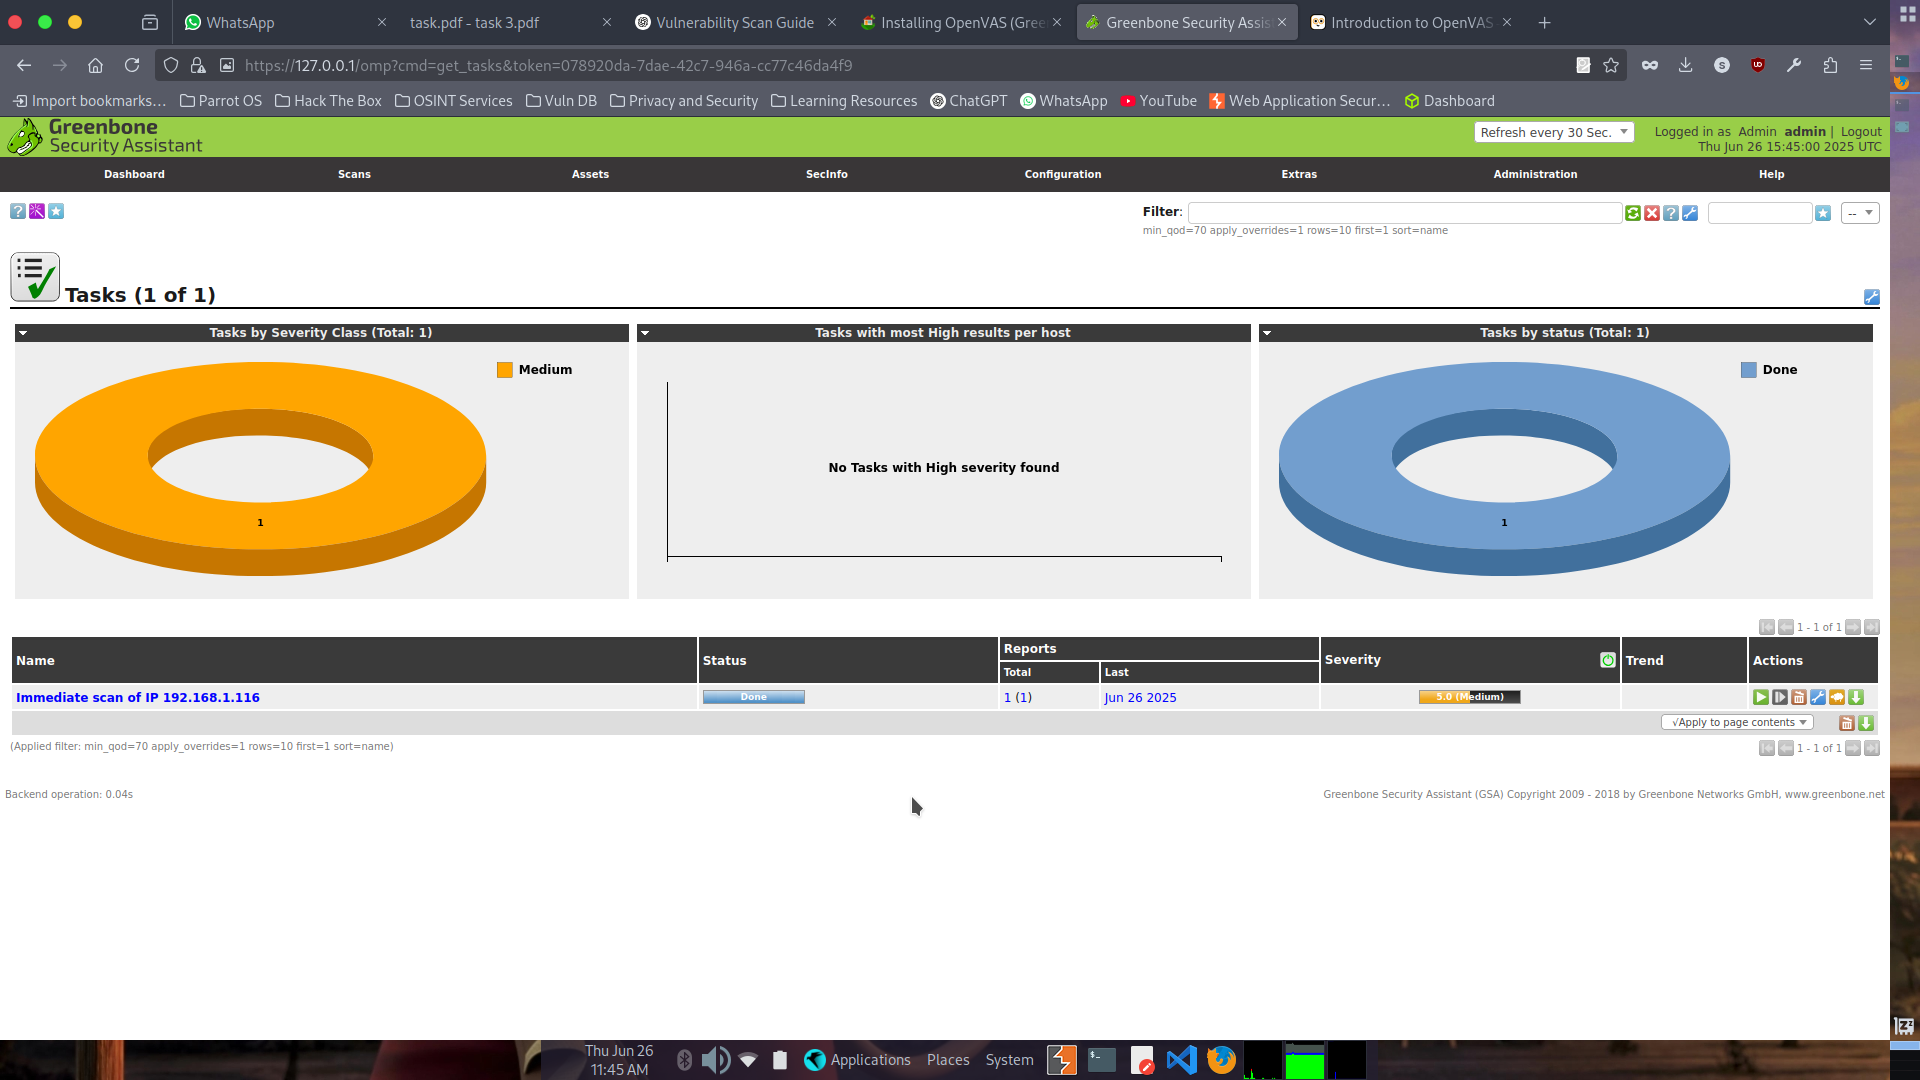 WhatsApp
task.pdf - task 3.pdf
Vulnerability Scan Guide
Installing OpenVAS (Gree
Greenbone Security Assis
Introduction to OpenVAS
https://127.0.0.1/omp?cmd=get_tasks&token=078920da-7dae-42c7-946a-cc77c46da4f9
Import bookmarks... Parrot OS Hack The Box OSINT Services Vuln DB Privacy and Security Learning Resources ChatGPT WhatsApp YouTube Web Application Secur... Dashboard
Greenbone
Security Assistant
Refresh every 30 Sec.
Logged in as Admin admin | Logout
Thu Jun 26 15:45:00 2025 UTC
Dashboard Scans Assets SecInfo Configuration Extras Administration Help
Filter:
--
min_qod=70 apply_overrides=1 rows=10 first=1 sort=name
Tasks (1 of 1)
Tasks by Severity Class (Total: 1)
Medium
1
Tasks with most High results per host
No Tasks with High severity found
Tasks by status (Total: 1)
Done
1
1 - 1 of 1
Name Status Reports Severity Trend Actions
Total Last
Immediate scan of IP 192.168.1.116 Done 1 (1) Jun 26 2025 5.0 (Medium)
√Apply to page contents
(Applied filter: min_qod=70 apply_overrides=1 rows=10 first=1 sort=name)
1 - 1 of 1
Backend operation: 0.04s
Greenbone Security Assistant (GSA) Copyright 2009 - 2018 by Greenbone Networks GmbH, www.greenbone.net
Thu Jun 26
11:45 AM
Applications Places System